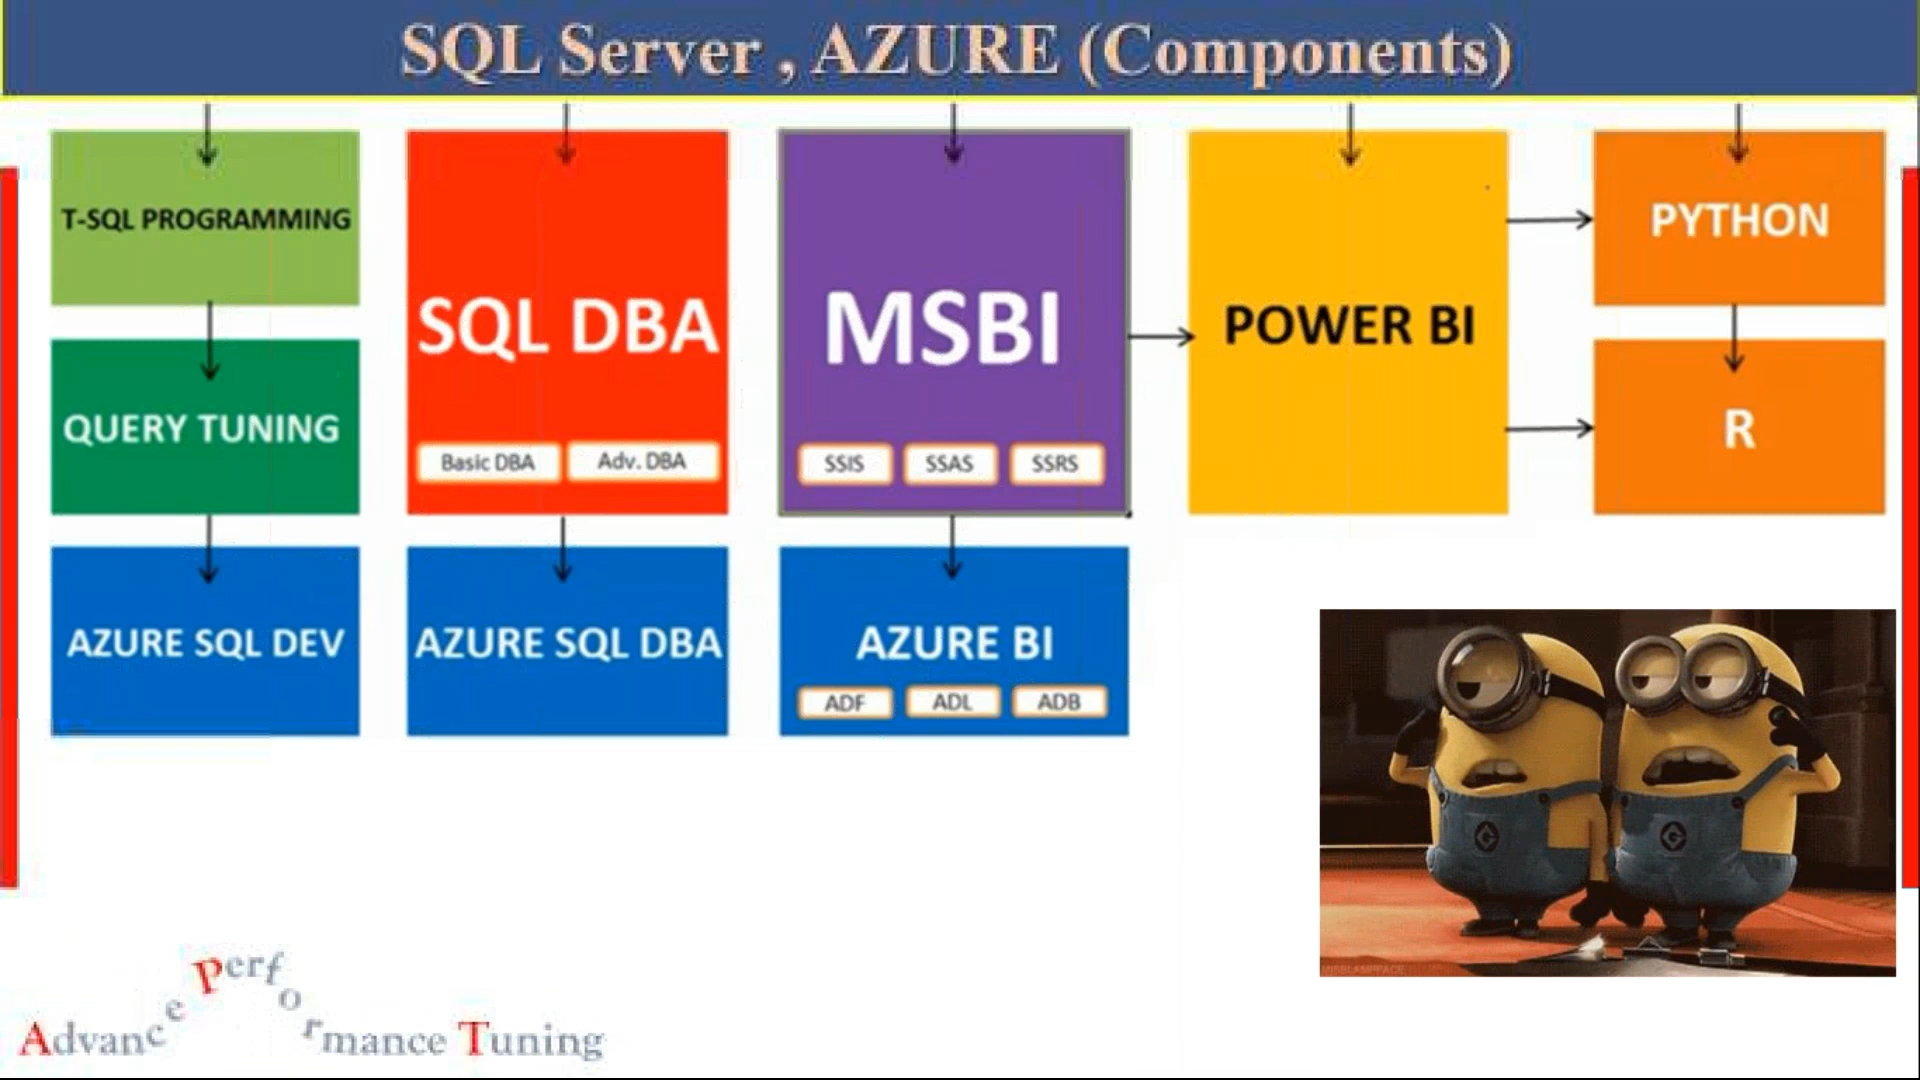 SQL Server , AZURE (Components)
T-SQL PROGRAMMING
QUERY TUNING
AZURE SQL DEV
SQL DBA
Basic DBA
Adv. DBA
AZURE SQL DBA
MSBI
SSIS
SSAS
SSRS
AZURE BI
ADF
ADL
ADB
POWER BI
PYTHON
R
Advance Performance Tuning